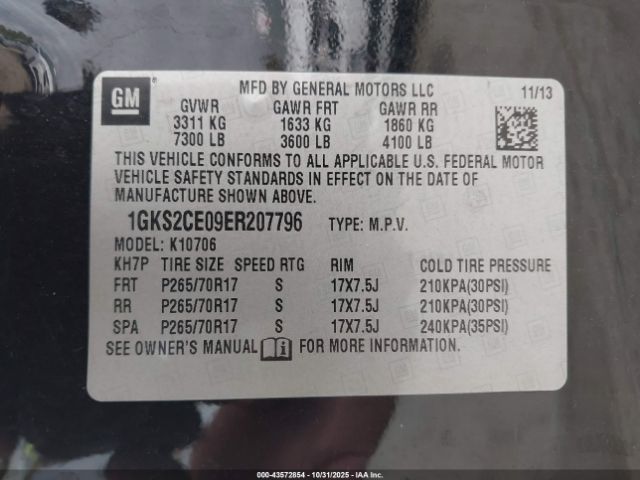 GM
MFD BY GENERAL MOTORS LLC 11/13
GVWR GAWR FRT GAWR RR
3311 KG 1633 KG 1860 KG
7300 LB 3600 LB 4100 LB
THIS VEHICLE CONFORMS TO ALL APPLICABLE U.S. FEDERAL MOTOR
VEHICLE SAFETY STANDARDS IN EFFECT ON THE DATE OF
MANUFACTURE SHOWN ABOVE.
1GKS2CE09ER207796 TYPE: M.P.V.
MODEL: K10706
KH7P TIRE SIZE SPEED RTG RIM COLD TIRE PRESSURE
FRT P265/70R17 S 17X7.5J 210KPA(30PSI)
RR P265/70R17 S 17X7.5J 210KPA(30PSI)
SPA P265/70R17 S 17X7.5J 240KPA(35PSI)
SEE OWNER'S MANUAL i FOR MORE INFORMATION.
000-43572854 | 10/31/2025 | IAA